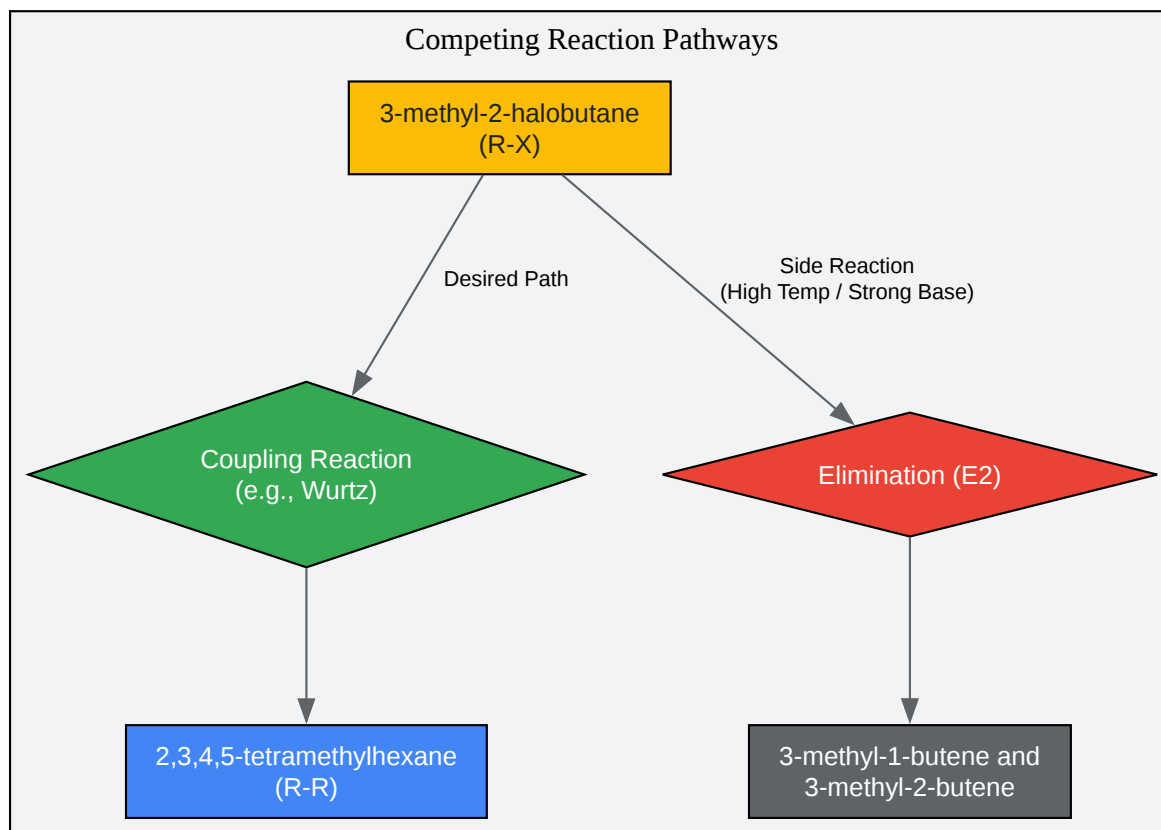 Competing Reaction Pathways
3-methyl-2-halobutane
(R-X)
Desired Path
Side Reaction
(High Temp / Strong Base)
Coupling Reaction
(e.g., Wurtz)
Elimination (E2)
2,3,4,5-tetramethylhexane
(R-R)
3-methyl-1-butene and
3-methyl-2-butene